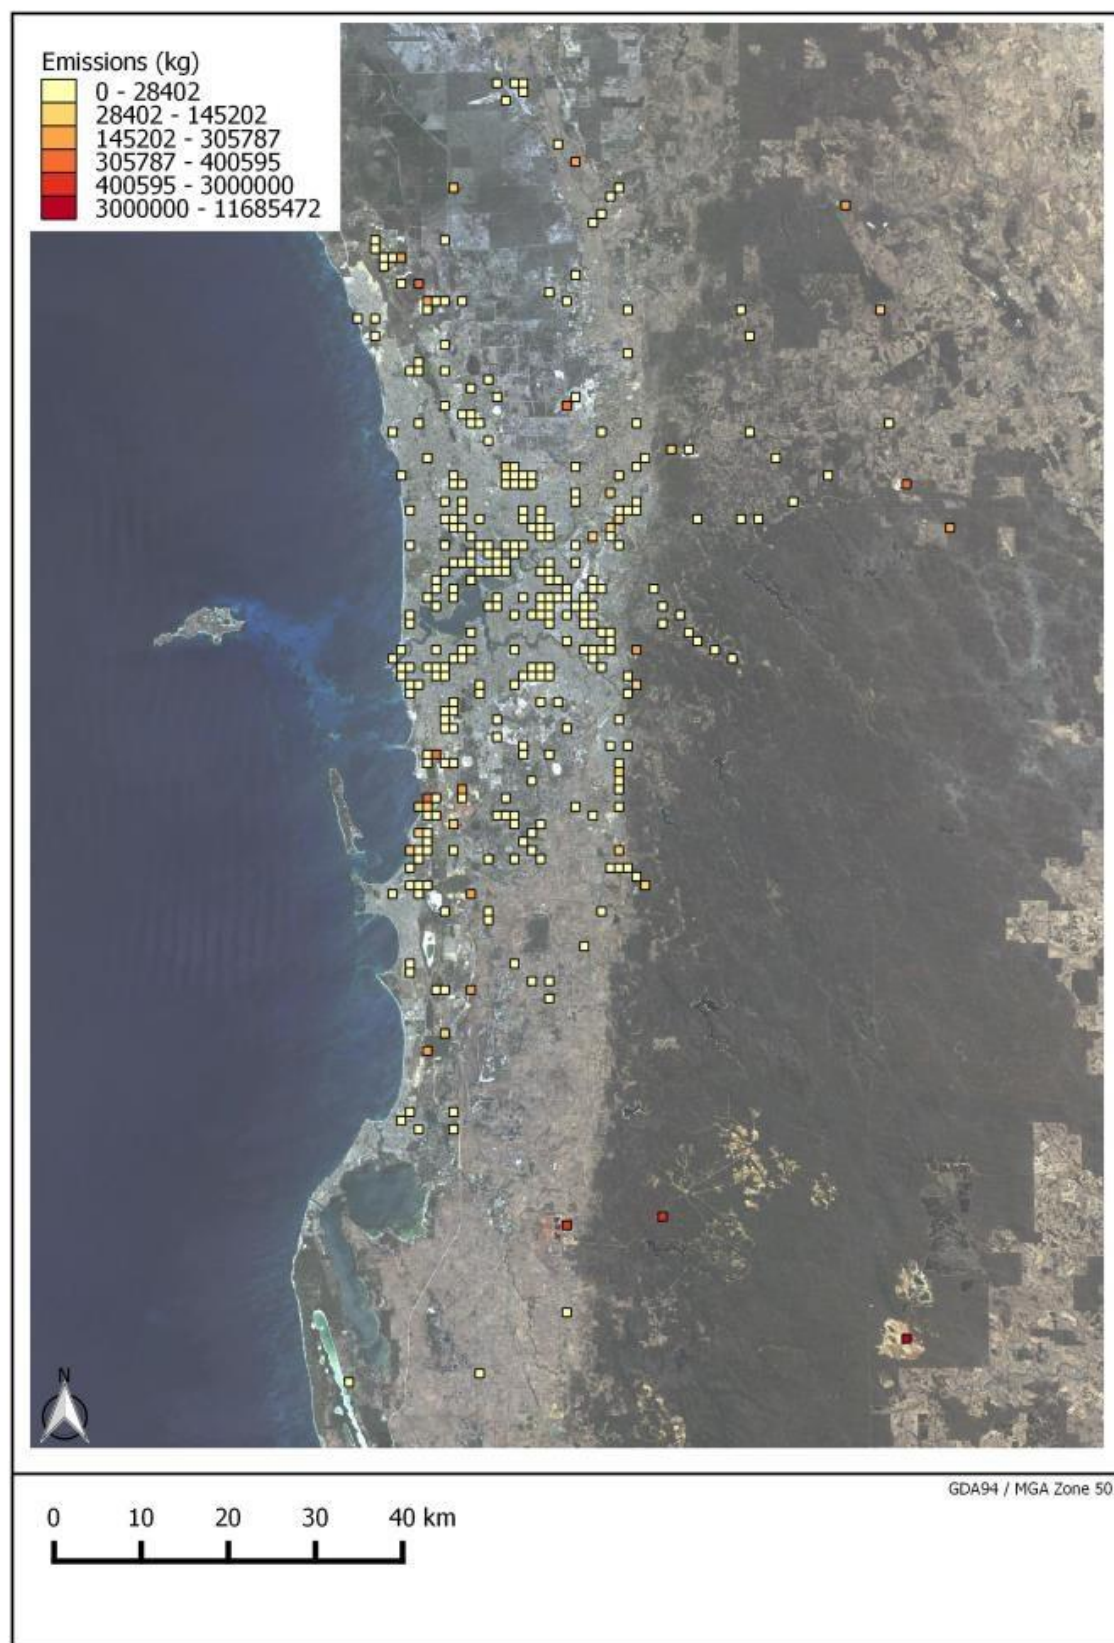 Emissions (kg)
0 - 28402
28402 - 145202
145202 - 305787
305787 - 400595
400595 - 3000000
3000000 - 11685472
N
GDA94 / MGA Zone 50
0 10 20 30 40 km